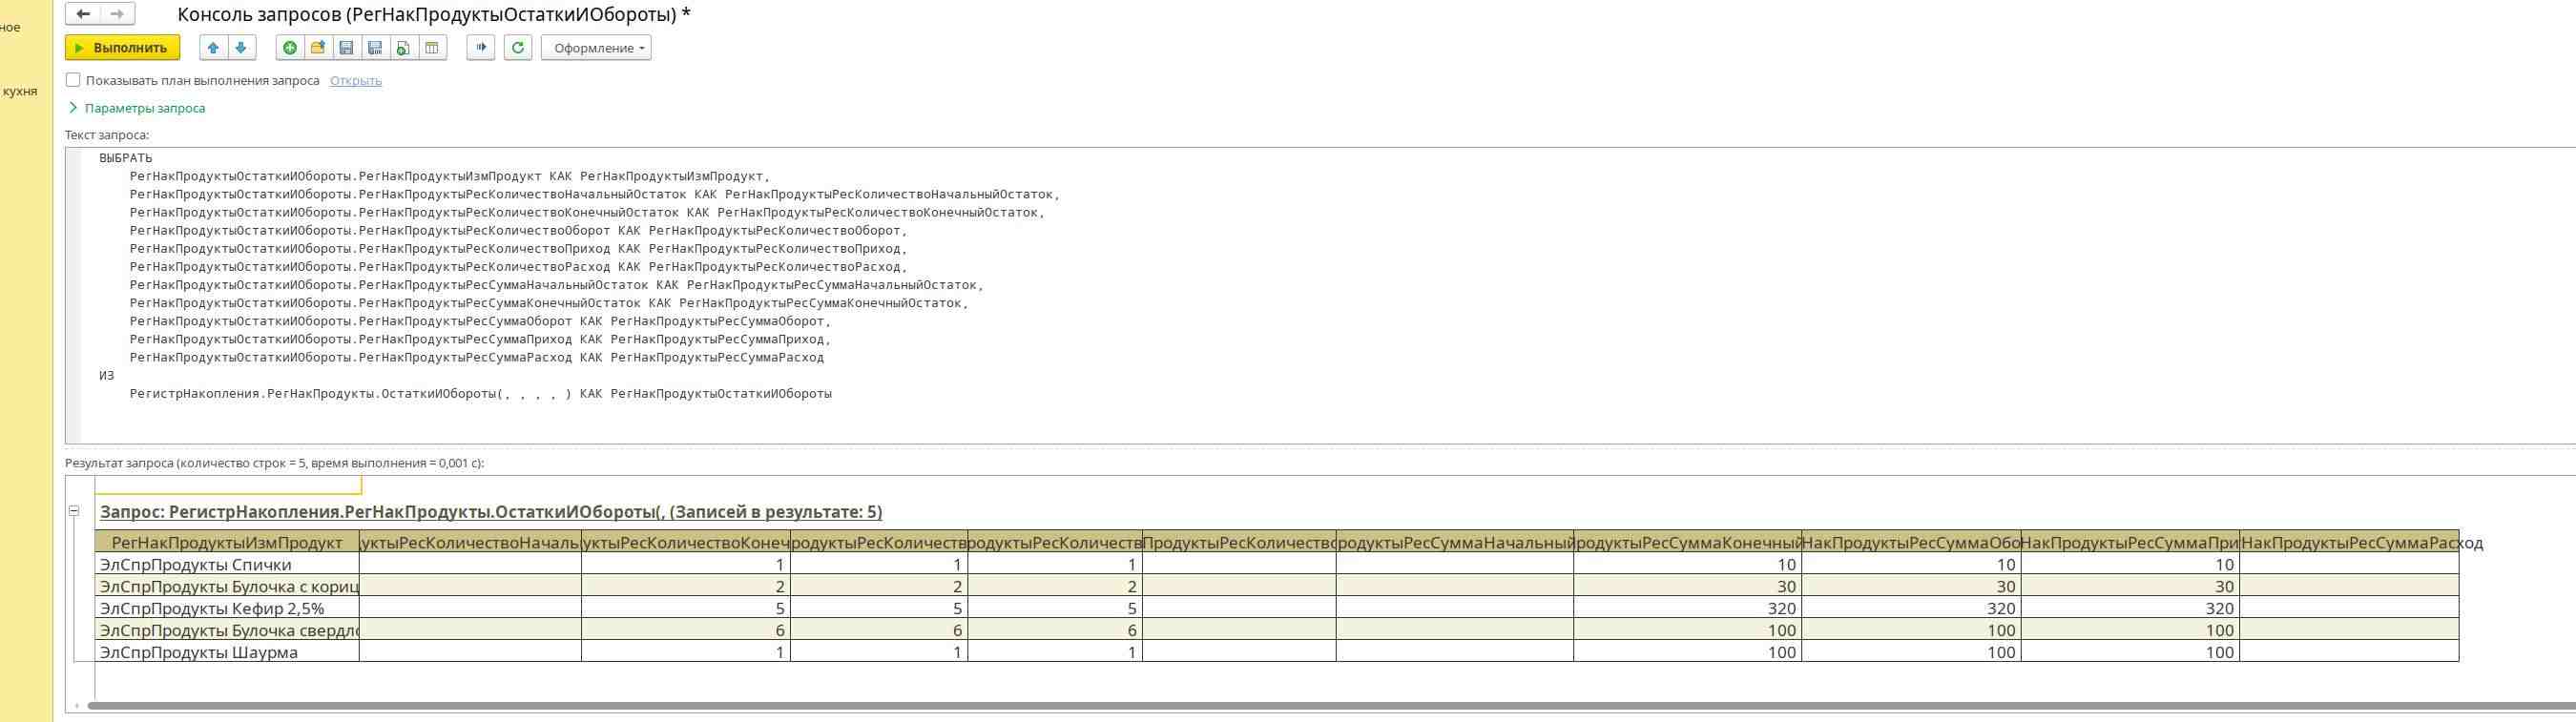 ное
кухня
Консоль запросов (РегНакПродуктыОстаткиИОбороты) *
Выполнить
Оформление
Показывать план выполнения запроса Открыть
Параметры запроса
Текст запроса:
ВЫБРАТЬ
РегНакПродуктыОстаткиИОбороты.РегНакПродуктыИзмПродукт КАК РегНакПродуктыИзмПродукт,
РегНакПродуктыОстаткиИОбороты.РегНакПродуктыРесКоличествоНачальныйОстаток КАК РегНакПродуктыРесКоличествоНачальныйОстаток,
РегНакПродуктыОстаткиИОбороты.РегНакПродуктыРесКоличествоКонечныйОстаток КАК РегНакПродуктыРесКоличествоКонечныйОстаток,
РегНакПродуктыОстаткиИОбороты.РегНакПродуктыРесКоличествоОборот КАК РегНакПродуктыРесКоличествоОборот,
РегНакПродуктыОстаткиИОбороты.РегНакПродуктыРесКоличествоПриход КАК РегНакПродуктыРесКоличествоПриход,
РегНакПродуктыОстаткиИОбороты.РегНакПродуктыРесКоличествоРасход КАК РегНакПродуктыРесКоличествоРасход,
РегНакПродуктыОстаткиИОбороты.РегНакПродуктыРесСуммаНачальныйОстаток КАК РегНакПродуктыРесСуммаНачальныйОстаток,
РегНакПродуктыОстаткиИОбороты.РегНакПродуктыРесСуммаКонечныйОстаток КАК РегНакПродуктыРесСуммаКонечныйОстаток,
РегНакПродуктыОстаткиИОбороты.РегНакПродуктыРесСуммаОборот КАК РегНакПродуктыРесСуммаОборот,
РегНакПродуктыОстаткиИОбороты.РегНакПродуктыРесСуммаПриход КАК РегНакПродуктыРесСуммаПриход,
РегНакПродуктыОстаткиИОбороты.РегНакПродуктыРесСуммаРасход КАК РегНакПродуктыРесСуммаРасход
ИЗ
РегистрНакопления.РегНакПродукты.ОстаткиИОбороты(, , , , ) КАК РегНакПродуктыОстаткиИОбороты
Результат запроса (количество строк = 5, время выполнения = 0,001 с):
Запрос: РегистрНакопления.РегНакПродукты.ОстаткиИОбороты(, (Записей в результате: 5)
РегНакПродуктыИзмПродукт уктыРесКоличествоНачаль уктыРесКоличествоКонеч родуктыРесКоличеств родуктыРесКоличеств ПродуктыРесКоличество родуктыРесСуммаНачальный родуктыРесСуммаКонечный НакПродуктыРесСуммаОбо НакПродуктыРесСуммаПри НакПродуктыРесСуммаРасход
ЭлСпрПродукты Спички 1 1 1 10 10 10
ЭлСпрПродукты Булочка с кориц 2 2 2 30 30 30
ЭлСпрПродукты Кефир 2,5% 5 5 5 320 320 320
ЭлСпрПродукты Булочка свердло 6 6 6 100 100 100
ЭлСпрПродукты Шаурма 1 1 1 100 100 100